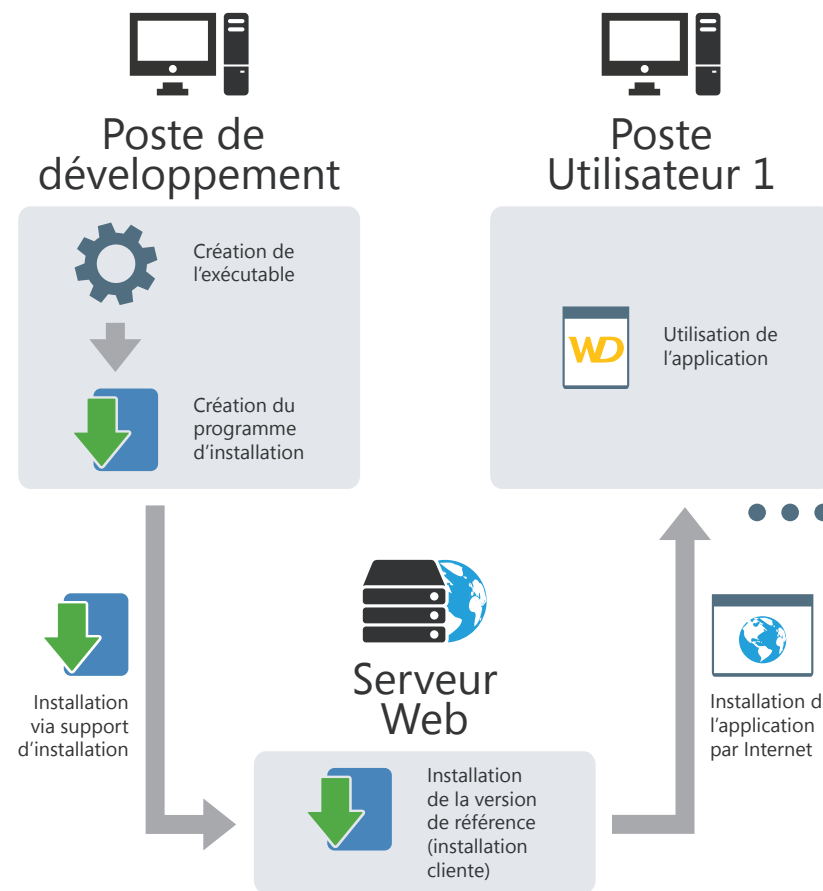 Poste de
développement
Création de
l'exécutable
Création du
programme
d'installation
Poste
Utilisateur 1
WD
Utilisation de
l'application
Installation
via support
d'installation
Serveur
Web
Installation
de la version
de référence
(installation
cliente)
Installation d
l'application
par Internet